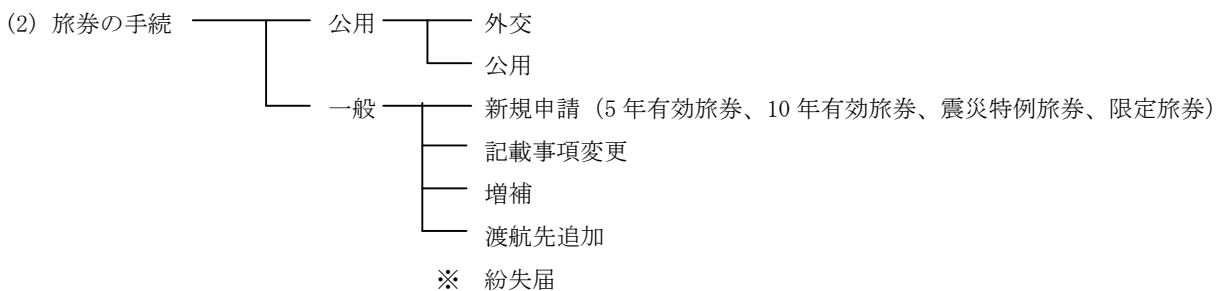 (2) 旅券の手続 公用 外交
公用
一般 新規申請（5 年有効旅券、10 年有効旅券、震災特例旅券、限定旅券）
記載事項変更
増補
渡航先追加
※ 紛失届